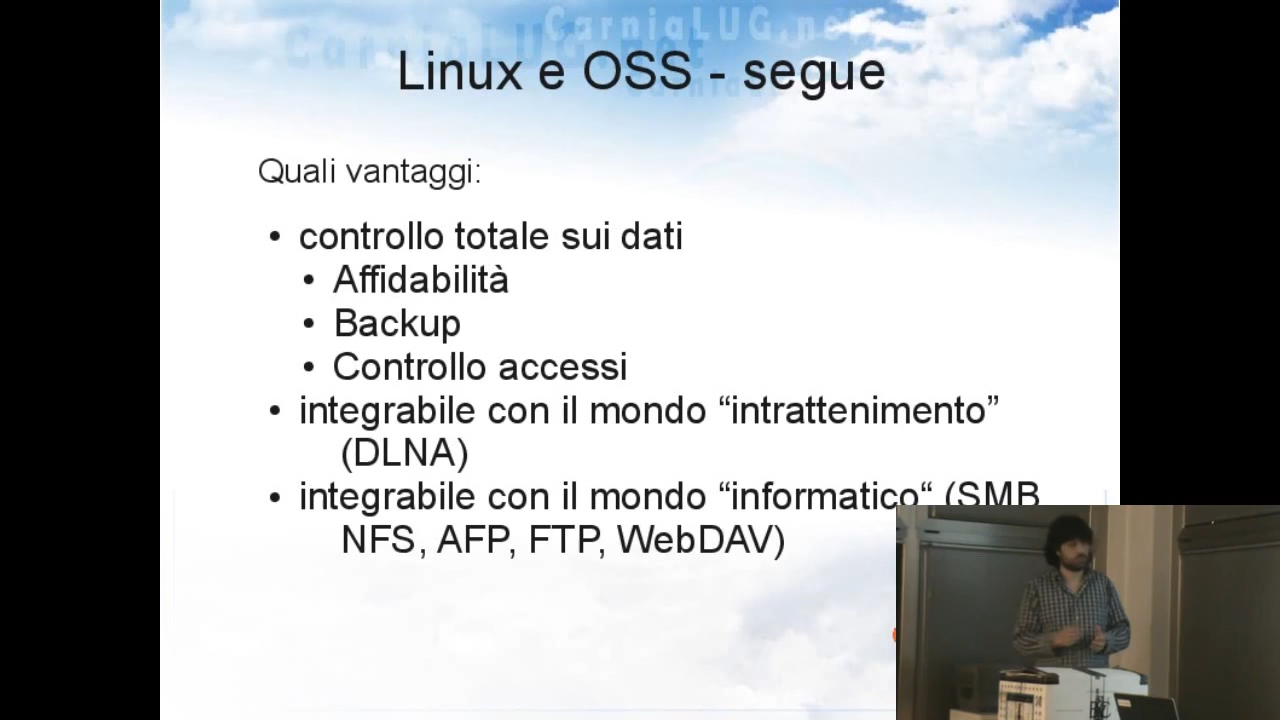 CarniaLUG.net
Linux e OSS - segue
Quali vantaggi:
• controllo totale sui dati
• Affidabilità
• Backup
• Controllo accessi
• integrabile con il mondo “intrattenimento”
(DLNA)
• integrabile con il mondo “informatico“ (SMB
NFS, AFP, FTP, WebDAV)